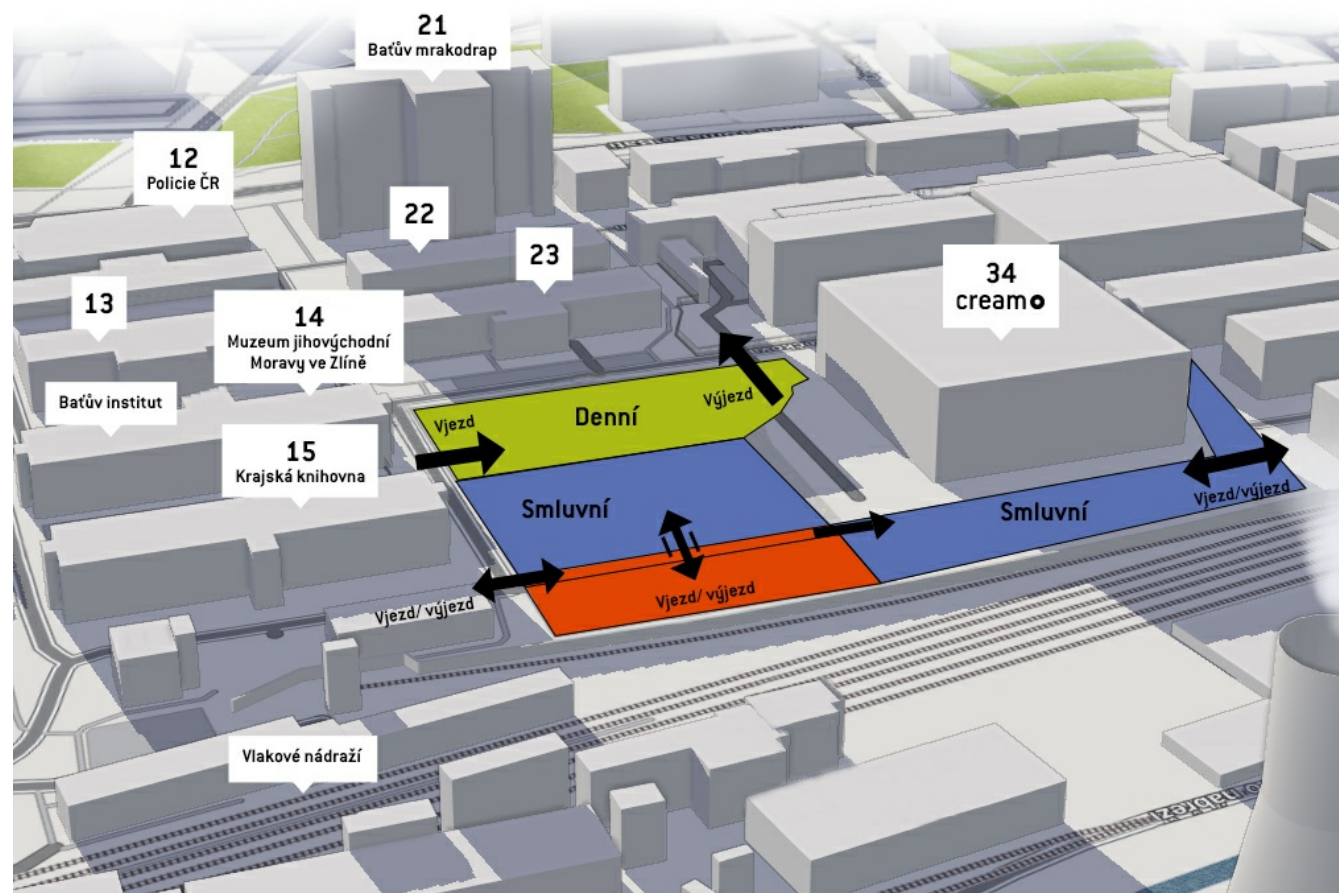 21
Baťův mrakodrap
12
Policie ČR
22
23
13
14
Muzeum jihovýchodní
Moravy ve Zlíně
34
creamo
Baťův institut
15
Krajská knihovna
Vjezd
Denní
Výjezd
Smluvní
Smluvní
Vjezd/výjezd
Vjezd/ výjezd
Vjezd/ výjezd
Vlakové nádraží